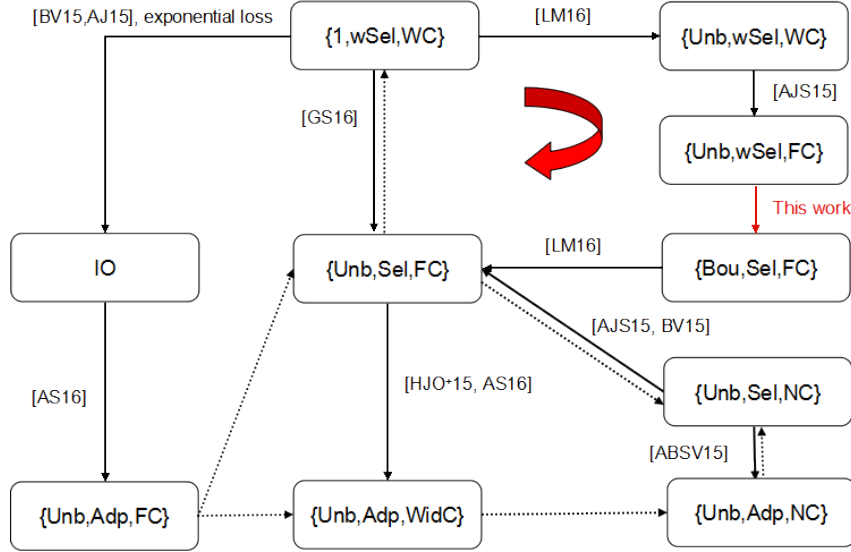 [BV15,AJ15], exponential loss
{1,wSel,WC}
[LM16]
{Unb,wSel,WC}
[GS16]
[AJS15]
{Unb,wSel,FC}
This work
IO
{Unb,Sel,FC}
[LM16]
{Bou,Sel,FC}
[AJS15, BV15]
[AS16]
[HJO+15, AS16]
{Unb,Sel,NC}
[ABSV15]
{Unb,Adp,FC}
{Unb,Adp,WidC}
{Unb,Adp,NC}